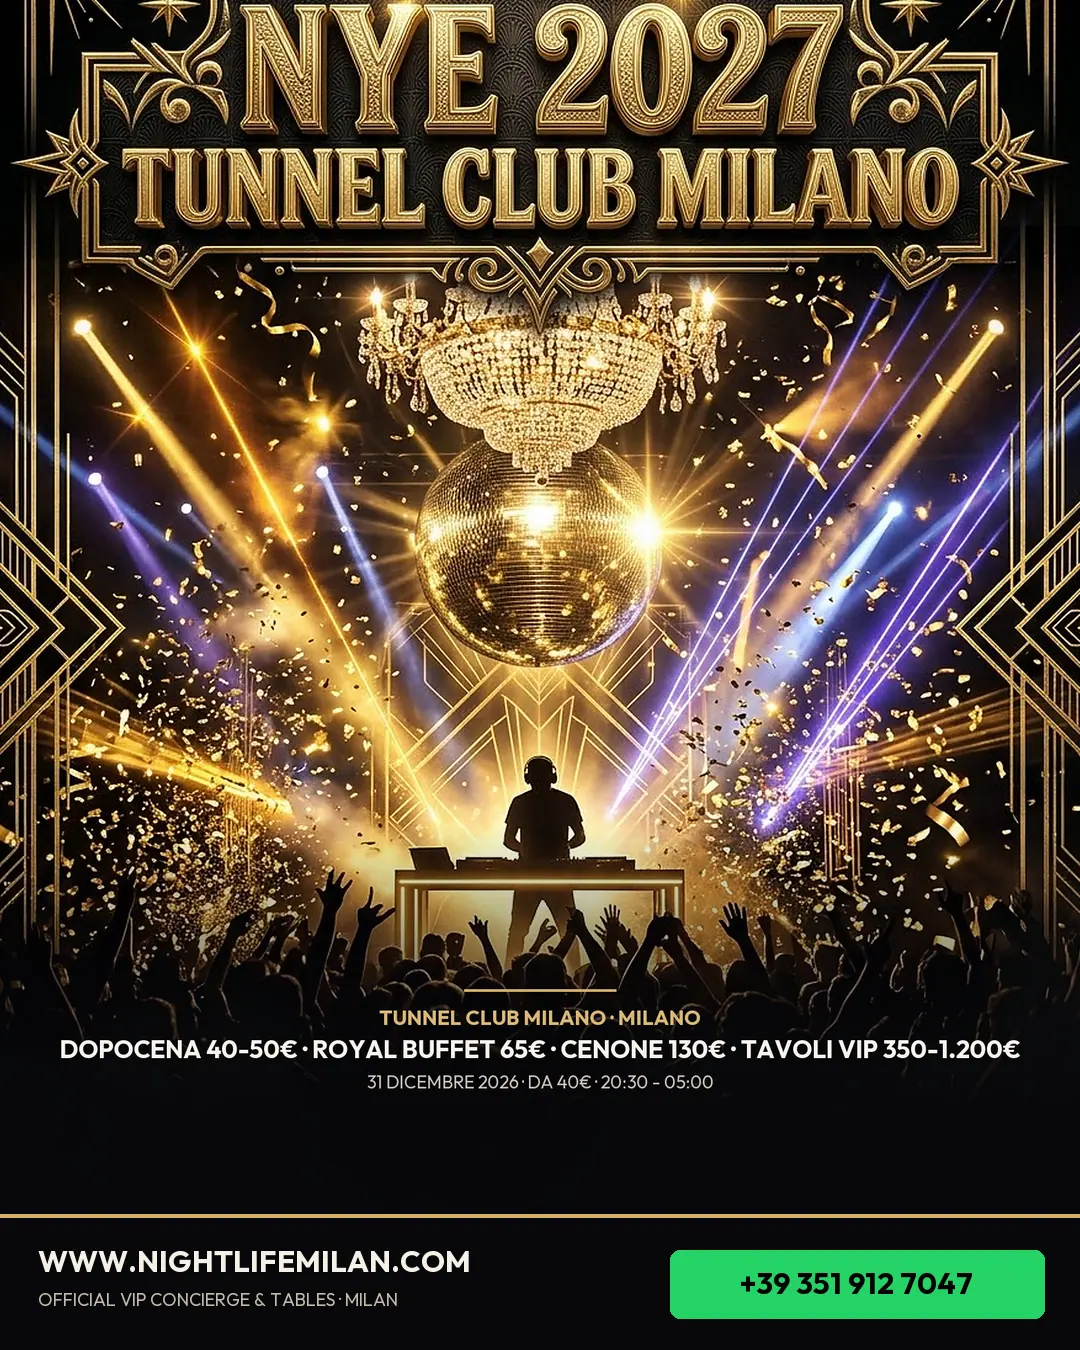 NYE 2027
TUNNEL CLUB MILANO
TUNNEL CLUB MILANO · MILANO
DOPOCENA 40-50€ · ROYAL BUFFET 65€ · CENONE 130€ · TAVOLI VIP 350-1.200€
31 DICEMBRE 2026 · DA 40€ · 20:30 - 05:00
WWW.NIGHTLIFEMILAN.COM
OFFICIAL VIP CONCIERGE & TABLES · MILAN
+39 351 912 7047